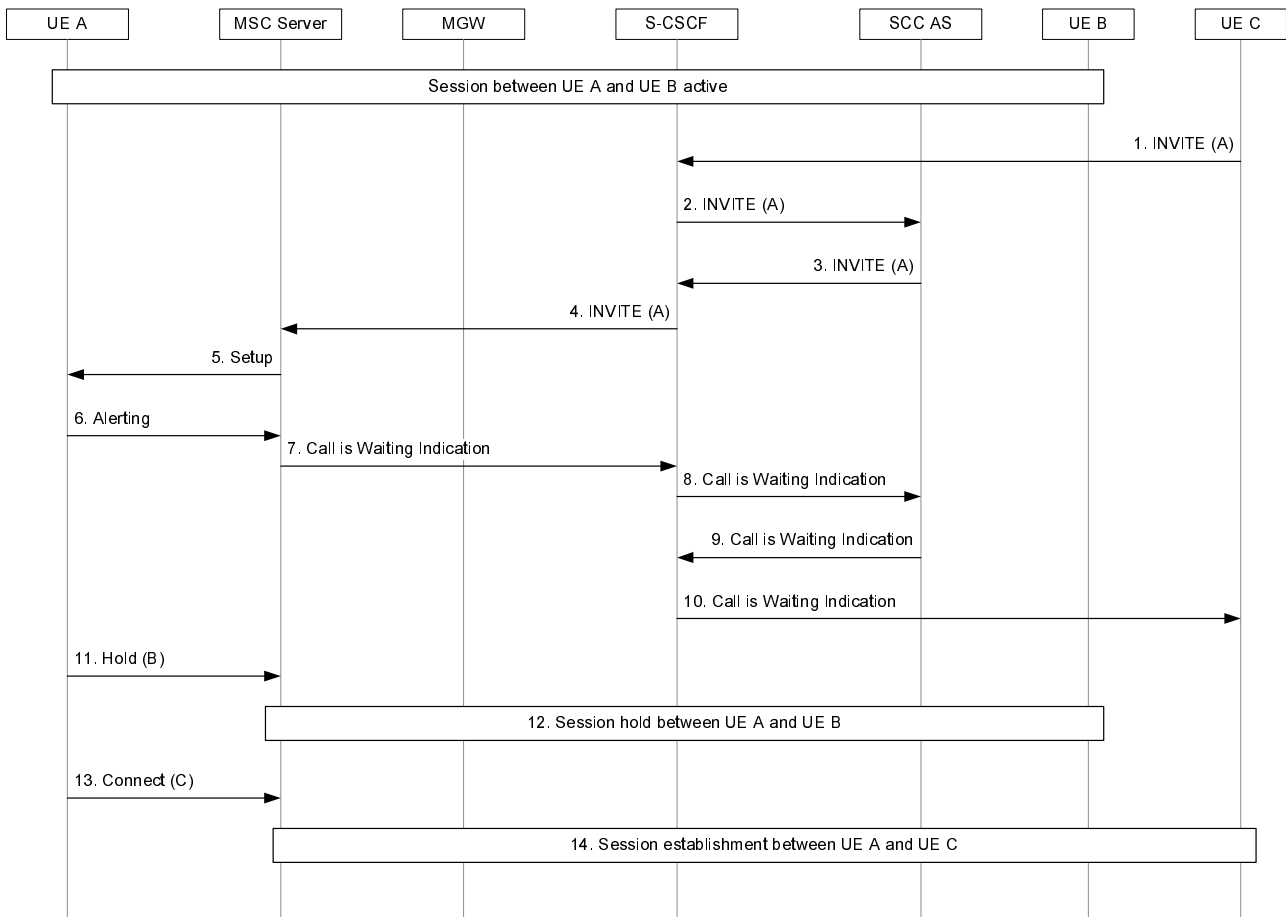 UE A
MSC Server
MGW
S-CSCF
SCC AS
UE B
UE C
Session between UE A and UE B active
1. INVITE (A)
2. INVITE (A)
3. INVITE (A)
4. INVITE (A)
5. Setup
6. Alerting
7. Call is Waiting Indication
8. Call is Waiting Indication
9. Call is Waiting Indication
10. Call is Waiting Indication
11. Hold (B)
12. Session hold between UE A and UE B
13. Connect (C)
14. Session establishment between UE A and UE C